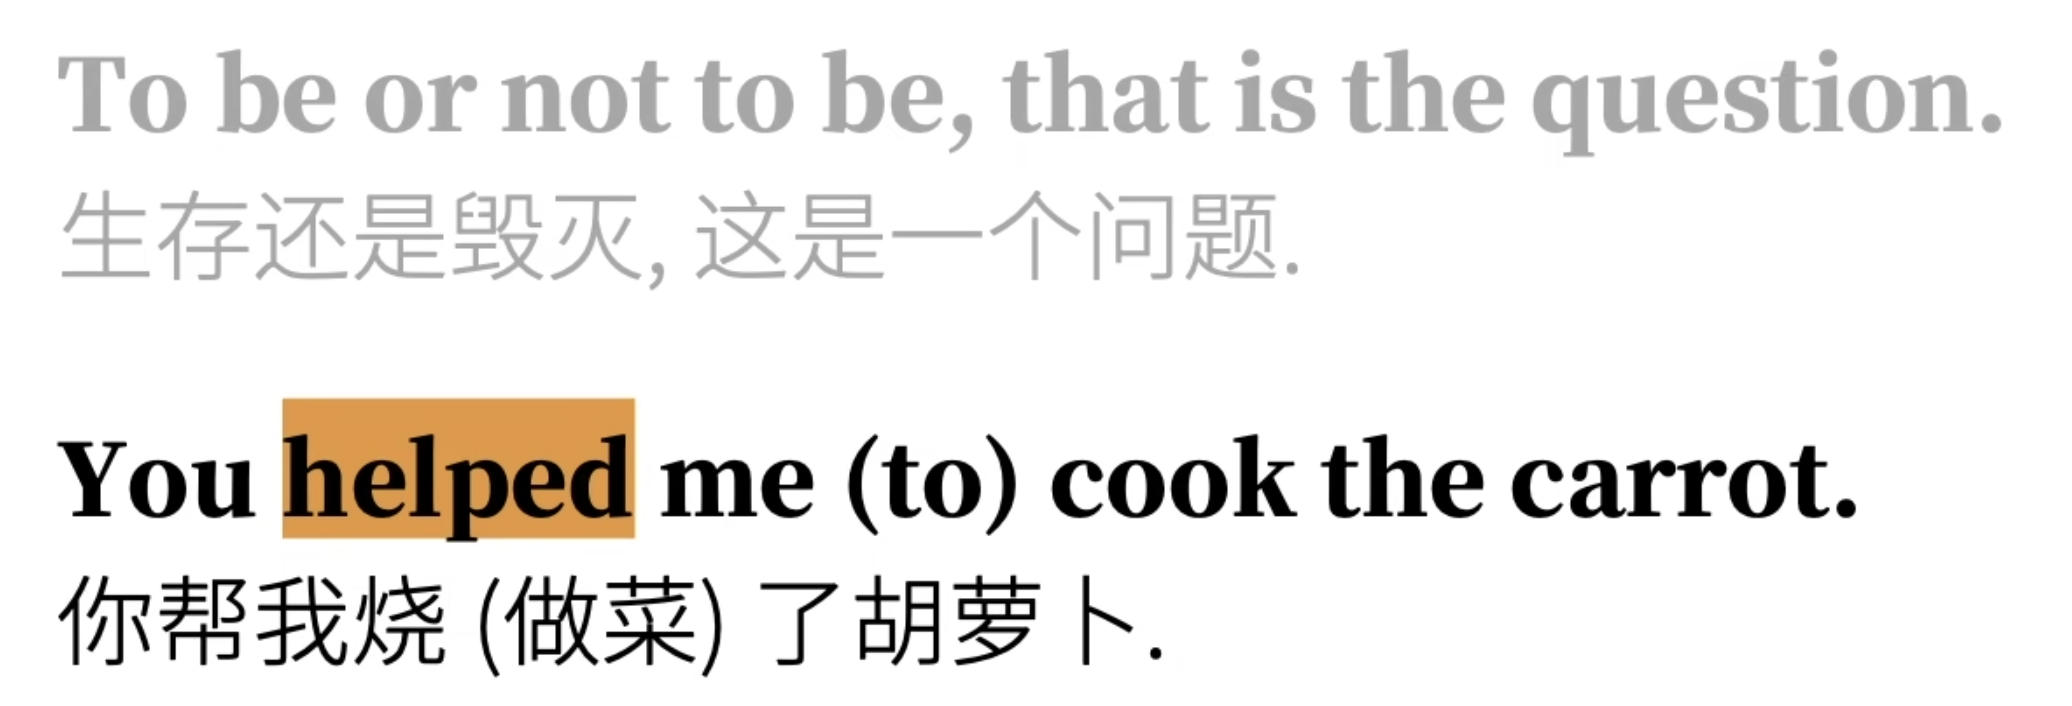 To be or not to be, that is the question.
生存还是毁灭, 这是一个问题.
You helped me (to) cook the carrot.
你帮我烧 (做菜) 了胡萝卜.